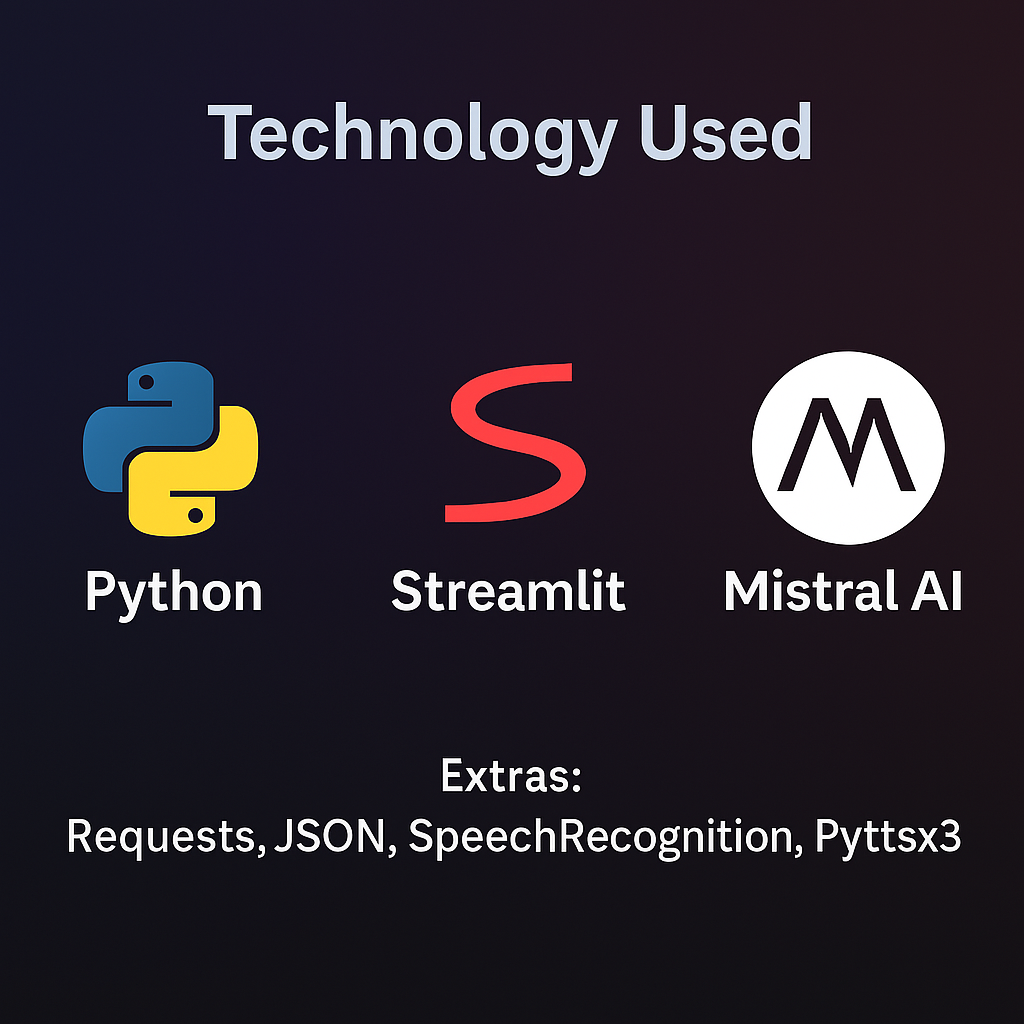 Technology Used
Python
Streamlit
Mistral AI
Extras:
Requests, JSON, SpeechRecognition, Pyttsx3